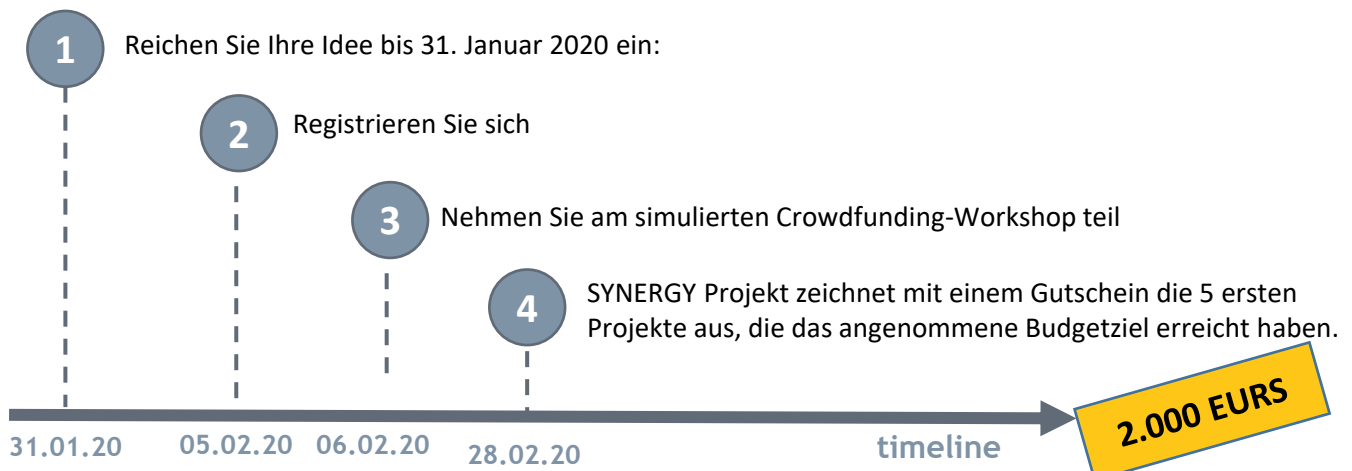 1
Reichen Sie Ihre Idee bis 31. Januar 2020 ein:
2
Registrieren Sie sich
3
Nehmen Sie am simulierten Crowdfunding-Workshop teil
4
SYNERGY Projekt zeichnet mit einem Gutschein die 5 ersten
Projekte aus, die das angenommene Budgetziel erreicht haben.
2.000 EURS
31.01.20
05.02.20
06.02.20
28.02.20
timeline